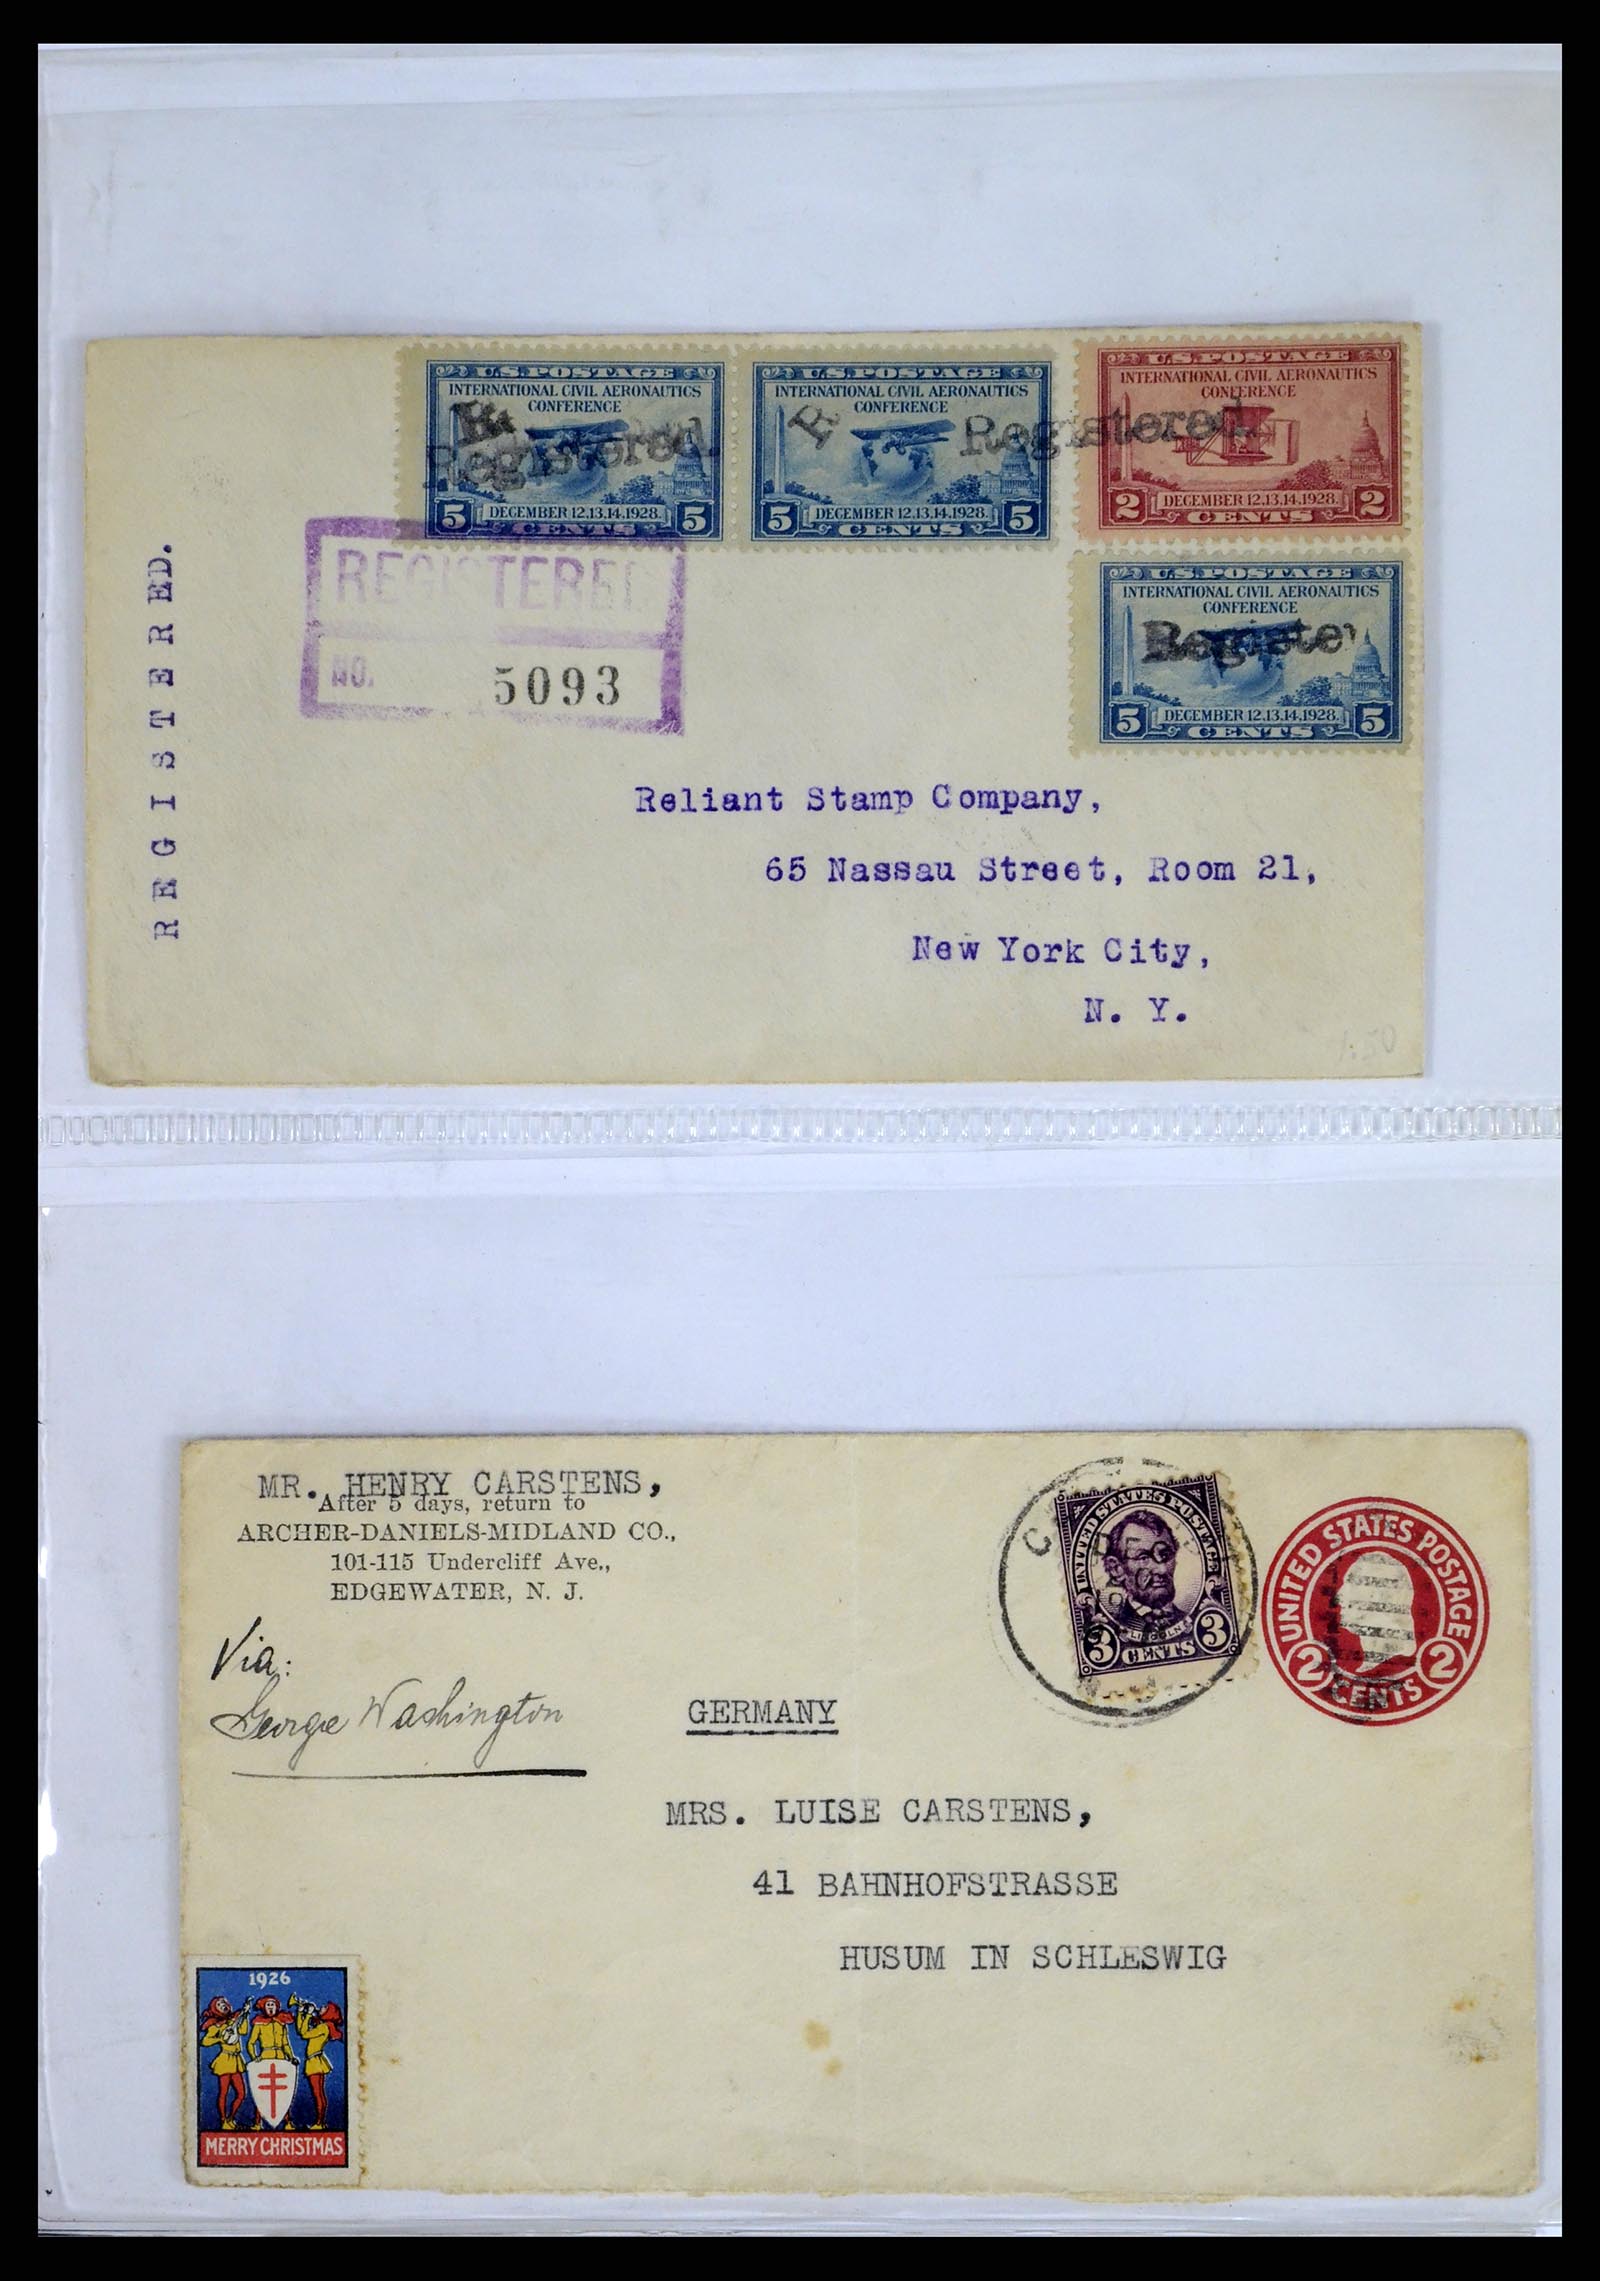 U.S. POSTAGE
INTERNATIONAL CIVIL AERONAUTICS
CONFERENCE
Registered.
5 DECEMBER 12.13.14.1928. 5
CENTS
U.S. POSTAGE
INTERNATIONAL CIVIL AERONAUTICS
CONFERENCE
R
Registered.
5 DECEMBER 12.13.14.1928. 5
CENTS
U.S. POSTAGE
INTERNATIONAL CIVIL AERONAUTICS
CONFERENCE
2 DECEMBER 12.13.14.1928. 2
CENTS
U.S. POSTAGE
INTERNATIONAL CIVIL AERONAUTICS
CONFERENCE
Registe
5 DECEMBER 12.13.14.1928. 5
CENTS
REGISTERED.
REGISTERED
NO. 5093
Reliant Stamp Company,
65 Nassau Street, Room 21,
New York City,
N. Y.
1.50
MR. HENRY CARSTENS,
After 5 days, return to
ARCHER-DANIELS-MIDLAND CO.,
101-115 Undercliff Ave.,
EDGEWATER, N. J.
Via:
George Washington
UNITED STATES POSTAGE
LINCOLN
3 CENTS 3
DEC
UNITED STATES POSTAGE
2 CENTS 2
GERMANY
MRS. LUISE CARSTENS,
41 BAHNHOFSTRASSE
HUSUM IN SCHLESWIG
1926
MERRY CHRISTMAS